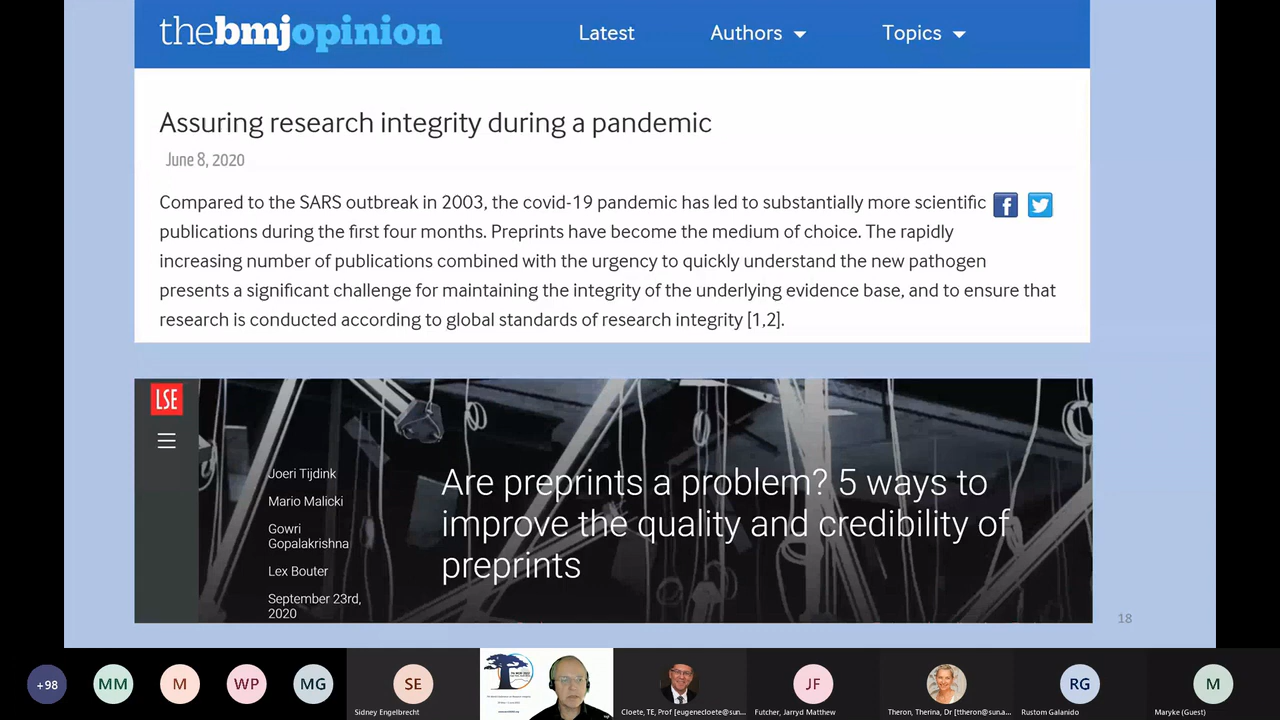 thebmjopinion
Latest
Authors
Topics
Assuring research integrity during a pandemic
June 8, 2020
Compared to the SARS outbreak in 2003, the covid-19 pandemic has led to substantially more scientific
publications during the first four months. Preprints have become the medium of choice. The rapidly
increasing number of publications combined with the urgency to quickly understand the new pathogen
presents a significant challenge for maintaining the integrity of the underlying evidence base, and to ensure that
research is conducted according to global standards of research integrity [1,2].
LSE
Joeri Tijdink
Mario Malicki
Gowri
Gopalakrishna
Lex Bouter
September 23rd,
2020
Are preprints a problem? 5 ways to
improve the quality and credibility of
preprints
18
+98
MM
M
WP
MG
SE
Sidney Engelbrecht
Cloete, TE, Prof [eugenecloete@sun...
JF
Futcher, Jarryd Matthew
Theron, Therina, Dr [ttheron@sun.a...
RG
Rustom Galanido
M
Maryke (Guest)